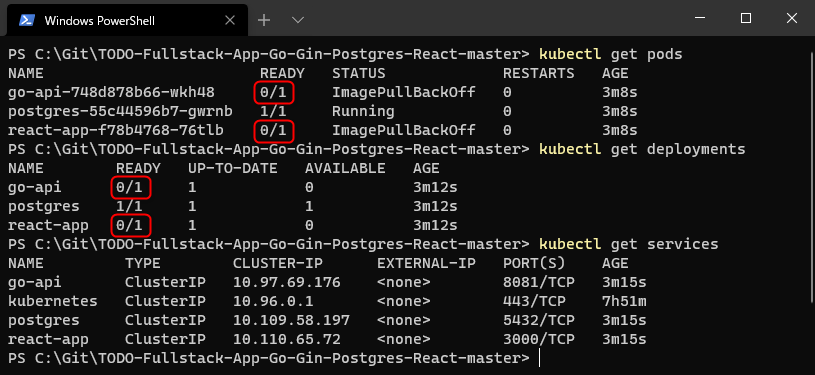 Windows PowerShell
PS C:\Git\TODO-Fullstack-App-Go-Gin-Postgres-React-master> kubectl get pods
NAME READY STATUS RESTARTS AGE
go-api-748d878b66-wkh48 0/1 ImagePullBackOff 0 3m8s
postgres-55c44596b7-gwrnb 1/1 Running 0 3m8s
react-app-f78b4768-76tlb 0/1 ImagePullBackOff 0 3m8s
PS C:\Git\TODO-Fullstack-App-Go-Gin-Postgres-React-master> kubectl get deployments
NAME READY UP-TO-DATE AVAILABLE AGE
go-api 0/1 1 0 3m12s
postgres 1/1 1 1 3m12s
react-app 0/1 1 0 3m12s
PS C:\Git\TODO-Fullstack-App-Go-Gin-Postgres-React-master> kubectl get services
NAME TYPE CLUSTER-IP EXTERNAL-IP PORT(S) AGE
go-api ClusterIP 10.97.69.176 <none> 8081/TCP 3m15s
kubernetes ClusterIP 10.96.0.1 <none> 443/TCP 7h51m
postgres ClusterIP 10.109.58.197 <none> 5432/TCP 3m15s
react-app ClusterIP 10.110.65.72 <none> 3000/TCP 3m15s
PS C:\Git\TODO-Fullstack-App-Go-Gin-Postgres-React-master>